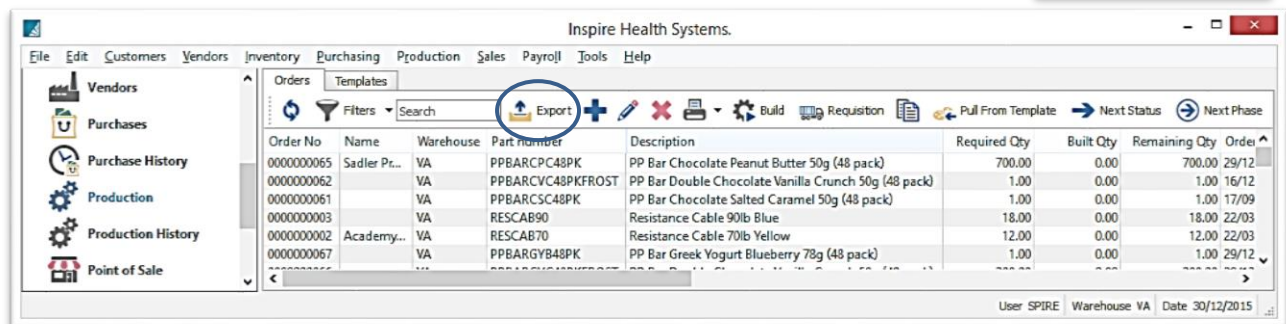 Inspire Health Systems.
File Edit Customers Vendors Inventory Purchasing Production Sales Payroll Tools Help
Vendors
Purchases
Purchase History
Production
Production History
Point of Sale
Orders Templates
Filters Search Export Build Requisition Pull From Template Next Status Next Phase
Order No Name Warehouse Part number Description Required Qty Built Qty Remaining Qty Order
0000000065 Sadler Pr... VA PPBARCPC48PK PP Bar Chocolate Peanut Butter 50g (48 pack) 700.00 0.00 700.00 29/12
0000000062 VA PPBARCVC48PKFROST PP Bar Double Chocolate Vanilla Crunch 50g (48 pack) 1.00 0.00 1.00 16/12
0000000061 VA PPBARCSC48PK PP Bar Chocolate Salted Caramel 50g (48 pack) 1.00 0.00 1.00 17/09
0000000003 VA RESCAB90 Resistance Cable 90lb Blue 18.00 0.00 18.00 22/03
0000000002 Academy... VA RESCAB70 Resistance Cable 70lb Yellow 12.00 0.00 12.00 22/03
0000000067 VA PPBARGYB48PK PP Bar Greek Yogurt Blueberry 78g (48 pack) 1.00 0.00 1.00 29/12
User SPIRE Warehouse VA Date 30/12/2015